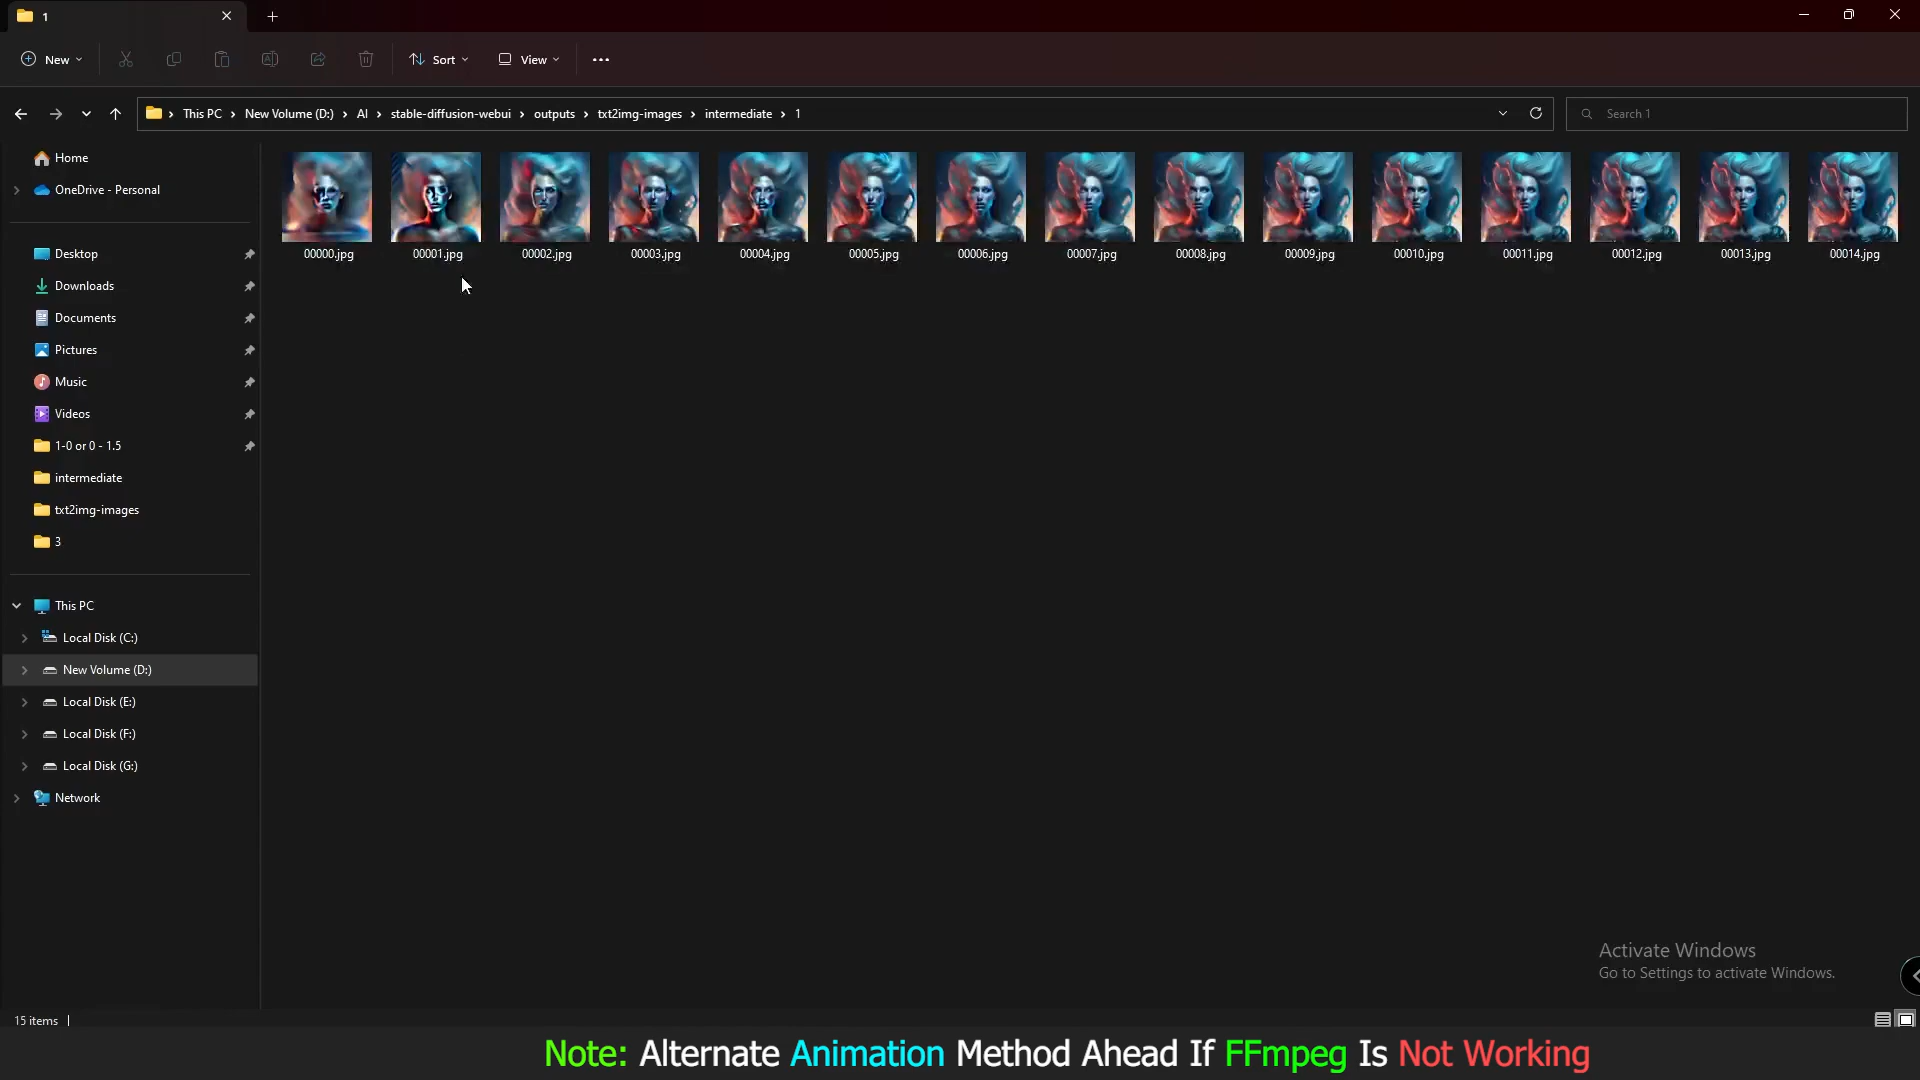 1
New
Sort
View
This PC > New Volume (D:) > AI > stable-diffusion-webui > outputs > txt2img-images > intermediate > 1
Search 1
Home
OneDrive - Personal
Desktop
Downloads
Documents
Pictures
Music
Videos
1-0 or 0 - 1.5
intermediate
txt2img-images
3
This PC
Local Disk (C:)
New Volume (D:)
Local Disk (E:)
Local Disk (F:)
Local Disk (G:)
Network
00000.jpg 00001.jpg 00002.jpg 00003.jpg 00004.jpg 00005.jpg 00006.jpg 00007.jpg 00008.jpg 00009.jpg 00010.jpg 00011.jpg 00012.jpg 00013.jpg 00014.jpg
Activate Windows
Go to Settings to activate Windows.
15 items
Note: Alternate Animation Method Ahead If FFmpeg Is Not Working